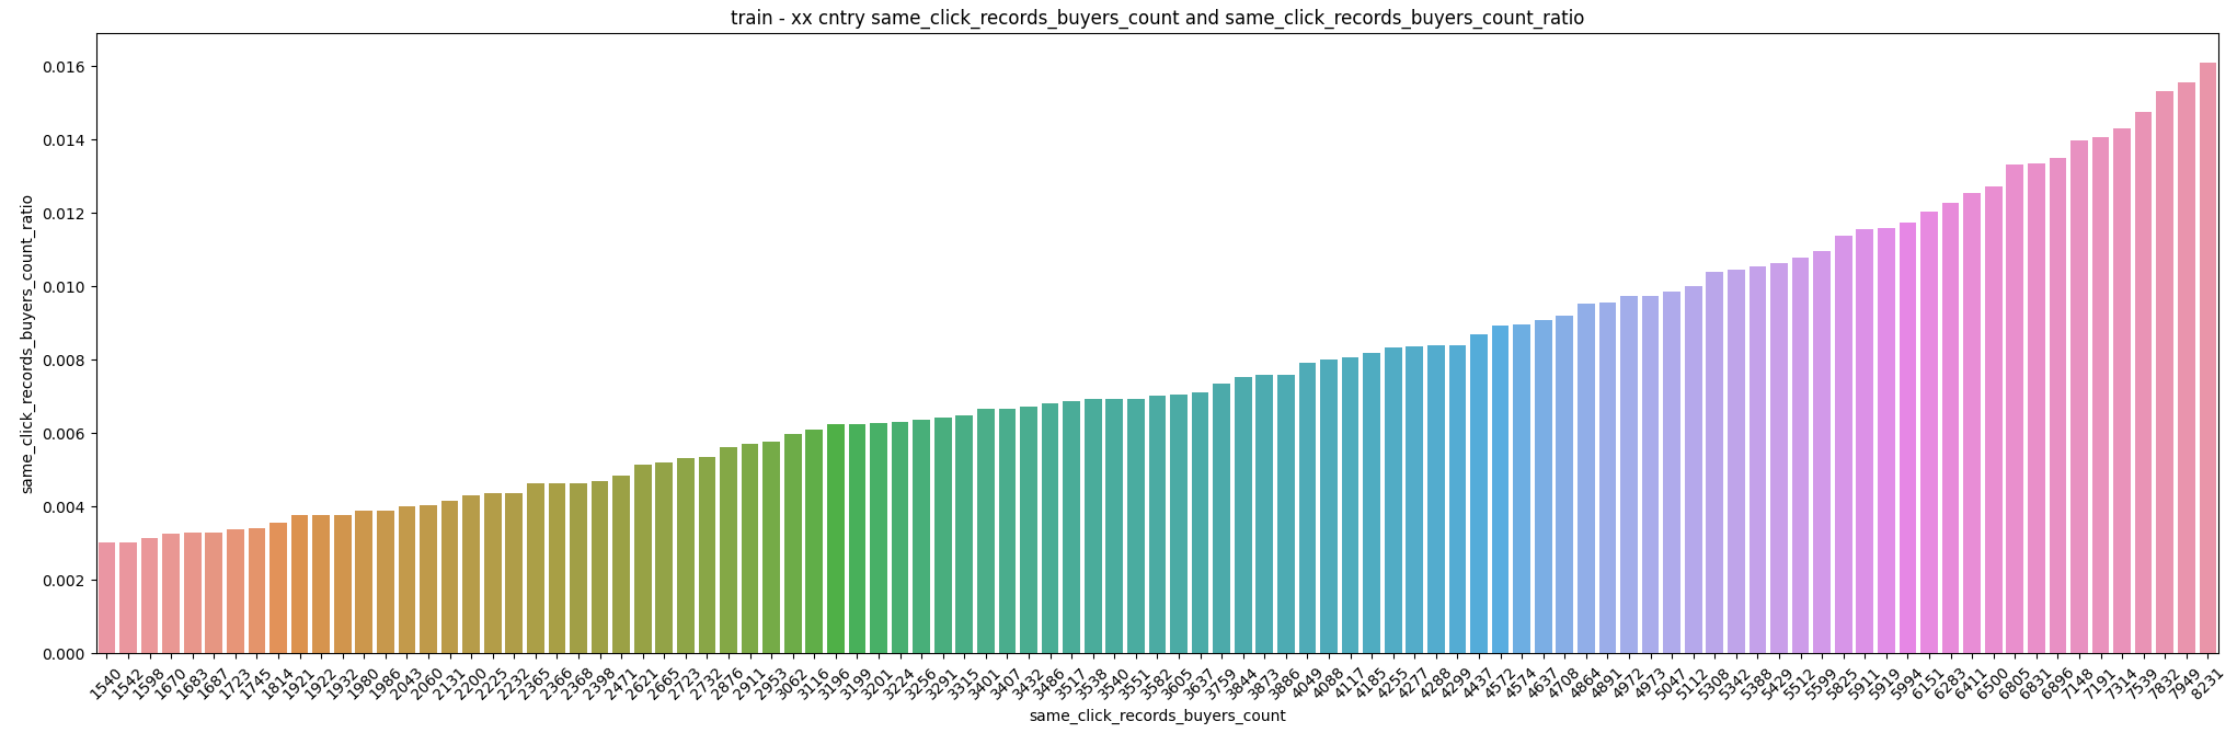 train - xx cntry same_click_records_buyers_count and same_click_records_buyers_count_ratio
same_click_records_buyers_count_ratio
0.016
0.014
0.012
0.010
0.008
0.006
0.004
0.002
0.000
1540 1542 1598 1670 1683 1687 1723 1745 1814 1921 1922 1932 1980 1986 2043 2060 2131 2200 2225 2232 2365 2366 2368 2398 2471 2621 2665 2723 2732 2876 2911 2953 3062 3116 3196 3199 3201 3224 3256 3291 3315 3401 3407 3432 3486 3517 3538 3540 3551 3582 3605 3637 3759 3844 3873 3886 4049 4088 4117 4185 4255 4277 4288 4299 4437 4572 4574 4637 4708 4864 4891 4972 4973 5047 5112 5308 5342 5388 5429 5512 5599 5825 5911 5919 5994 6151 6283 6411 6500 6805 6831 6896 7148 7191 7314 7539 7832 7949 8231
same_click_records_buyers_count